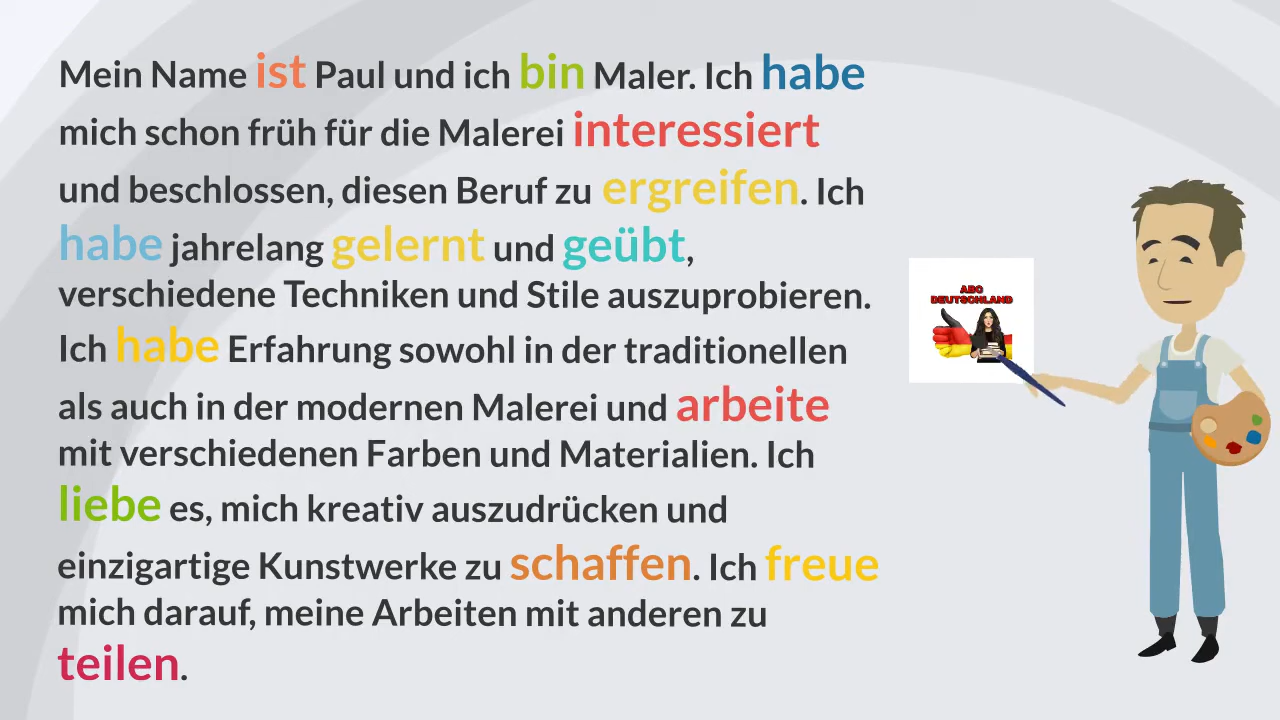 Mein Name ist Paul und ich bin Maler. Ich habe
mich schon früh für die Malerei interessiert
und beschlossen, diesen Beruf zu ergreifen. Ich
habe jahrelang gelernt und geübt,
verschiedene Techniken und Stile auszuprobieren.
Ich habe Erfahrung sowohl in der traditionellen
als auch in der modernen Malerei und arbeite
mit verschiedenen Farben und Materialien. Ich
liebe es, mich kreativ auszudrücken und
einzigartige Kunstwerke zu schaffen. Ich freue
mich darauf, meine Arbeiten mit anderen zu
teilen.
ABC
DEUTSCHLAND